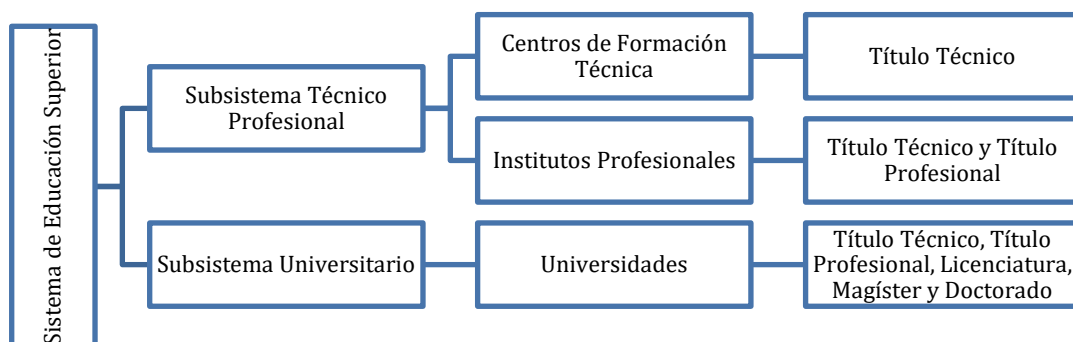 Sistema de Educación Superior
Subsistema Técnico
Profesional
Centros de Formación
Técnica
Título Técnico
Institutos Profesionales
Título Técnico y Título
Profesional
Subsistema Universitario
Universidades
Título Técnico, Título
Profesional, Licenciatura,
Magíster y Doctorado